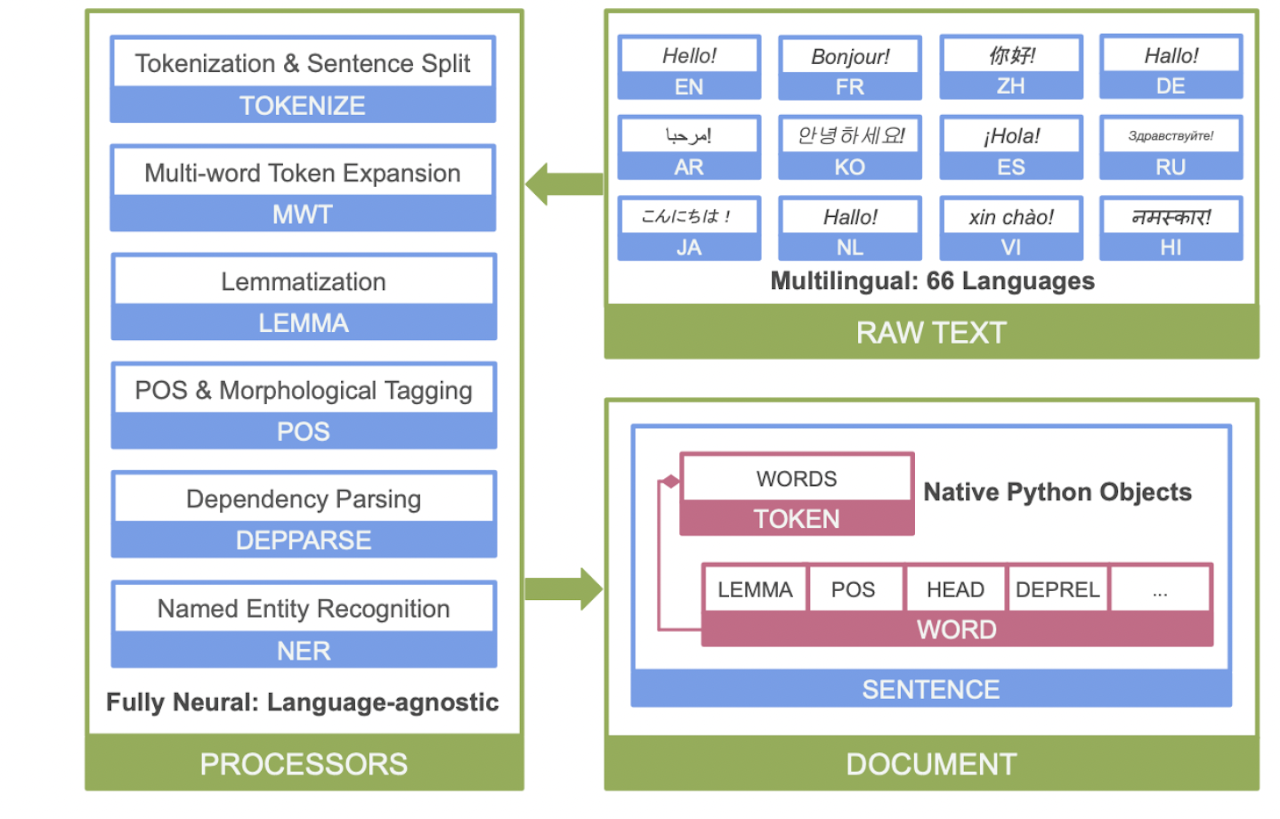 Tokenization & Sentence Split
TOKENIZE
Multi-word Token Expansion
MWT
Lemmatization
LEMMA
POS & Morphological Tagging
POS
Dependency Parsing
DEPPARSE
Named Entity Recognition
NER
Fully Neural: Language-agnostic
PROCESSORS
Hello!
EN
Bonjour!
FR
你好!
ZH
Hallo!
DE
مرحبا!
AR
안녕하세요!
KO
¡Hola!
ES
Здравствуйте!
RU
こんにちは！
JA
Hallo!
NL
xin chào!
VI
नमस्कार!
HI
Multilingual: 66 Languages
RAW TEXT
WORDS
TOKEN
Native Python Objects
LEMMA
POS
HEAD
DEPREL
...
WORD
SENTENCE
DOCUMENT